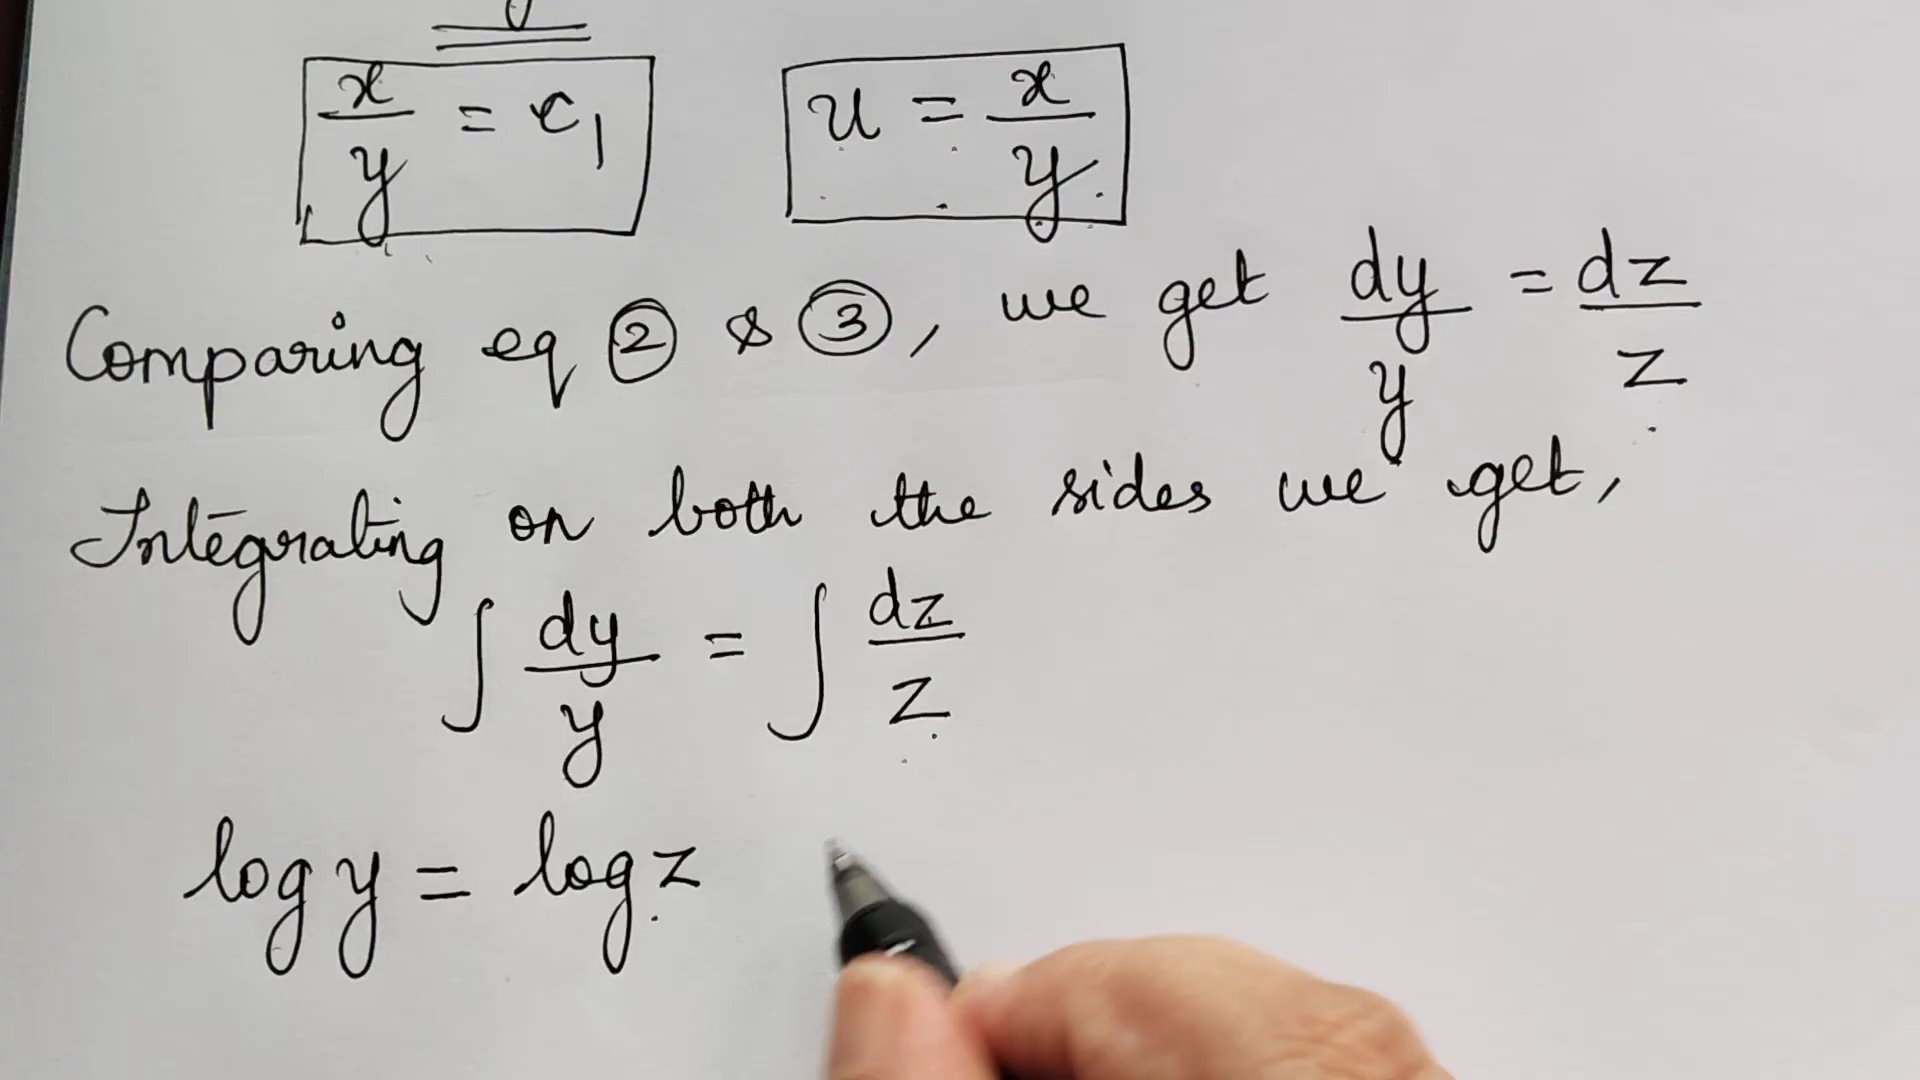 x/y = c₁    u = x/y
Comparing eq ② & ③, we get dy/y = dz/z
Integrating on both the sides we get,
∫ dy/y = ∫ dz/z
log y = log z